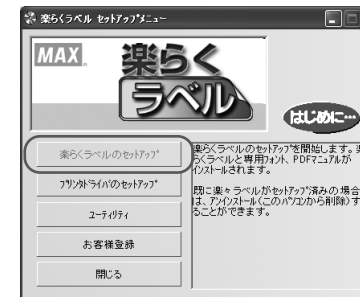 楽らくラベル ｾｯﾄｱｯﾌﾟﾒﾆｭｰ
MAX
楽らく
ラベル
はじめに…
楽らくラベルのｾｯﾄｱｯﾌﾟ
ﾌﾟﾘﾝﾀﾄﾞﾗｲﾊﾞのｾｯﾄｱｯﾌﾟ
ﾕｰﾃｨﾘﾃｨ
お客様登録
閉じる
楽らくラベルのｾｯﾄｱｯﾌﾟを開始します。
らくラベルと専用ﾌｫﾝﾄ、PDFﾏﾆｭｱﾙが
ｲﾝｽﾄｰﾙされます。
既に楽々ラベルがｾｯﾄｱｯﾌﾟ済みの場合
は、ｱﾝｲﾝｽﾄｰﾙ(このﾊﾟｿｺﾝから削除)す
ることができます。